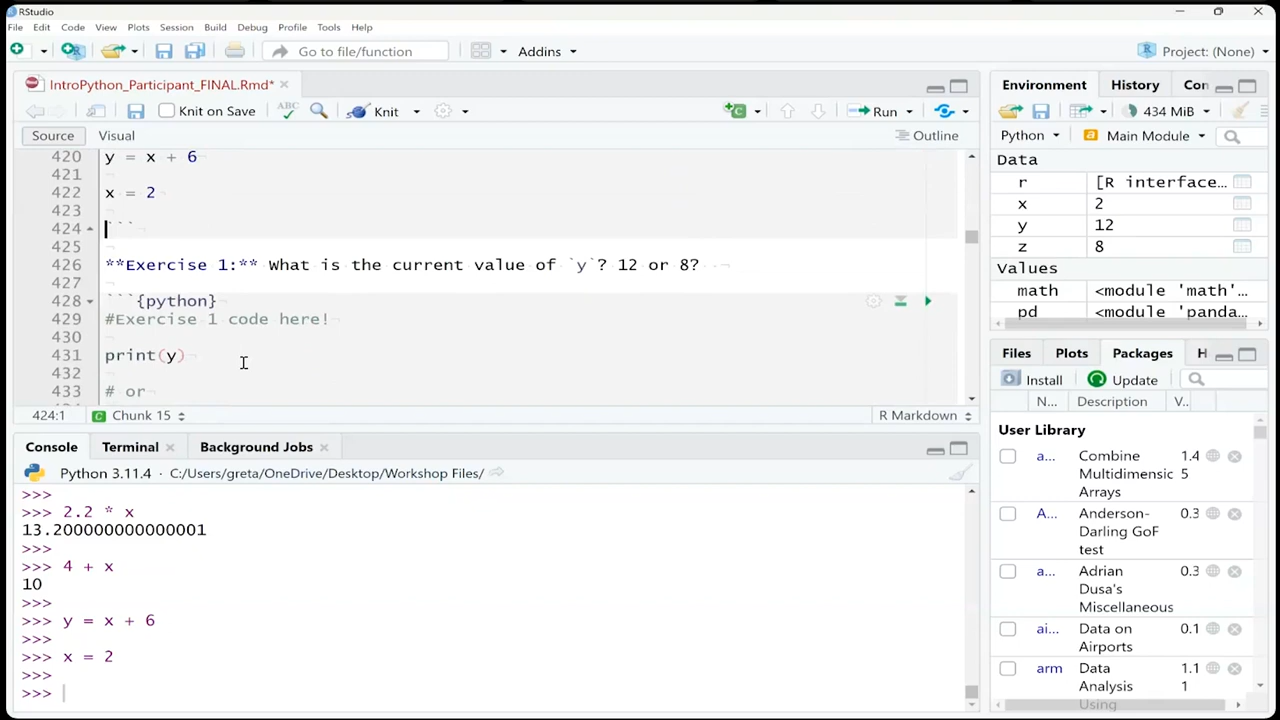 RStudio
File Edit Code View Plots Session Build Debug Profile Tools Help
Go to file/function Addins Project: (None)
IntroPython_Participant_FINAL.Rmd*
Knit on Save ABC Knit Run
Source Visual Outline
420 y = x + 6
421
422 x = 2
423
424 ```
425
426 **Exercise 1:** What is the current value of `y`? 12 or 8?
427
428 ```{python}
429 #Exercise 1 code here!
430
431 print(y)
432
433 # or
424:1 Chunk 15 R Markdown
Console Terminal Background Jobs
Python 3.11.4 · C:/Users/greta/OneDrive/Desktop/Workshop Files/
>>>
>>> 2.2 * x
13.200000000000001
>>>
>>> 4 + x
10
>>>
>>> y = x + 6
>>>
>>> x = 2
>>>
>>>
Environment History Con
434 MiB
Python Main Module
Data
r [R interface…
x 2
y 12
z 8
Values
math <module 'math'…
pd <module 'panda…
Files Plots Packages H
Install Update
N... Description V..
User Library
a... Combine Multidimensic Arrays 1.4 5
A... Anderson-Darling GoF test 0.3
a... Adrian Dusa's Miscellaneous 0.3
ai... Data on Airports 0.1
arm Data Analysis Using 1.1 1